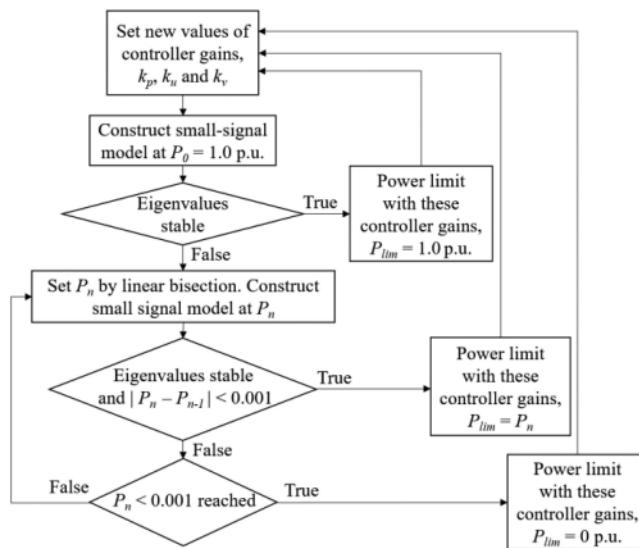 Set new values of
controller gains,
kp, ku and kv
Construct small-signal
model at P0 = 1.0 p.u.
Eigenvalues
stable
True
Power limit
with these
controller gains,
Plim = 1.0 p.u.
False
Set Pn by linear bisection. Construct
small signal model at Pn
Eigenvalues stable
and | Pn – Pn-1| < 0.001
True
Power limit
with these
controller gains,
Plim = Pn
False
False
Pn < 0.001 reached
True
Power limit
with these
controller gains,
Plim = 0 p.u.